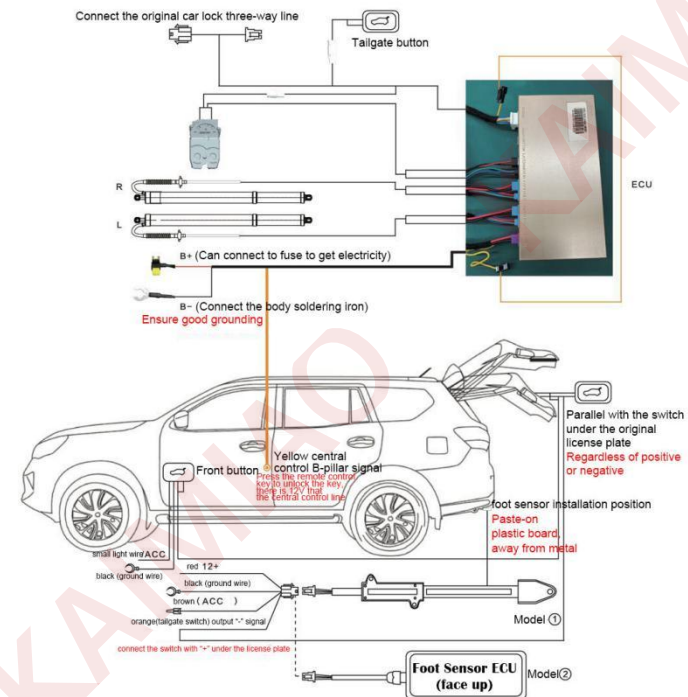 Connect the original car lock three-way line
Tailgate button
ECU
R
L
B+ (Can connect to fuse to get electricity)
B- (Connect the body soldering iron)
Ensure good grounding
Parallel with the switch
under the original
license plate
Regardless of positive
or negative
Front button
Yellow central
control B-pillar signal
Press the remote control
key to unlock the key,
there is 12V that
the central control line
foot sensor installation position
Paste-on
plastic board,
away from metal
small light wire/ACC
black (ground wire)
red 12+
black (ground wire)
brown ( ACC )
orange(tailgate switch) output "-" signal
connect the switch with "+" under the license plate
Model ①
Foot Sensor ECU
(face up)
Model②
KAIMIAO